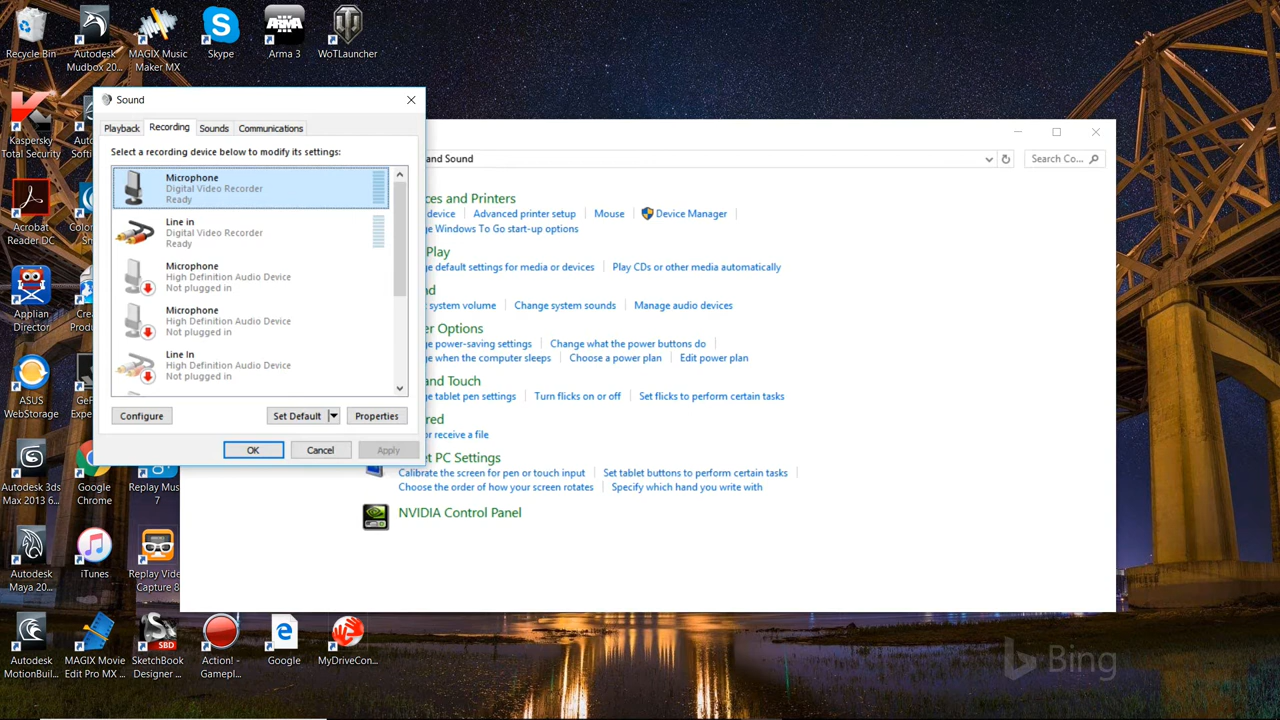 Recycle Bin
Autodesk
Mudbox 20...
MAGIX Music
Maker MX
Skype
ARMA
Arma 3
WoTLauncher
Kaspersky
Total Security
Acrobat
Reader DC
Applian
Director
ASUS
WebStorage
Autodesk 3ds
Max 2013 6...
Google
Chrome
Replay Mus
7
Autodesk
Maya 20...
iTunes
Replay Vide
Capture 8
Autodesk
MotionBuil...
MAGIX Movie
Edit Pro MX ...
SBD
SketchBook
Designer ...
Action! -
Gamepl...
Google
MyDriveCon...
Sound
Playback
Recording
Sounds
Communications
Select a recording device below to modify its settings:
Microphone
Digital Video Recorder
Ready
Line in
Digital Video Recorder
Ready
Microphone
High Definition Audio Device
Not plugged in
Microphone
High Definition Audio Device
Not plugged in
Line In
High Definition Audio Device
Not plugged in
Configure
Set Default
Properties
OK
Cancel
Apply
and Sound
Search Co...
ces and Printers
device
Advanced printer setup
Mouse
Device Manager
ge Windows To Go start-up options
Play
ge default settings for media or devices
Play CDs or other media automatically
nd
t system volume
Change system sounds
Manage audio devices
er Options
ge power-saving settings
Change what the power buttons do
ge when the computer sleeps
Choose a power plan
Edit power plan
and Touch
ge tablet pen settings
Turn flicks on or off
Set flicks to perform certain tasks
ared
or receive a file
et PC Settings
Calibrate the screen for pen or touch input
Set tablet buttons to perform certain tasks
Choose the order of how your screen rotates
Specify which hand you write with
NVIDIA Control Panel
Bing